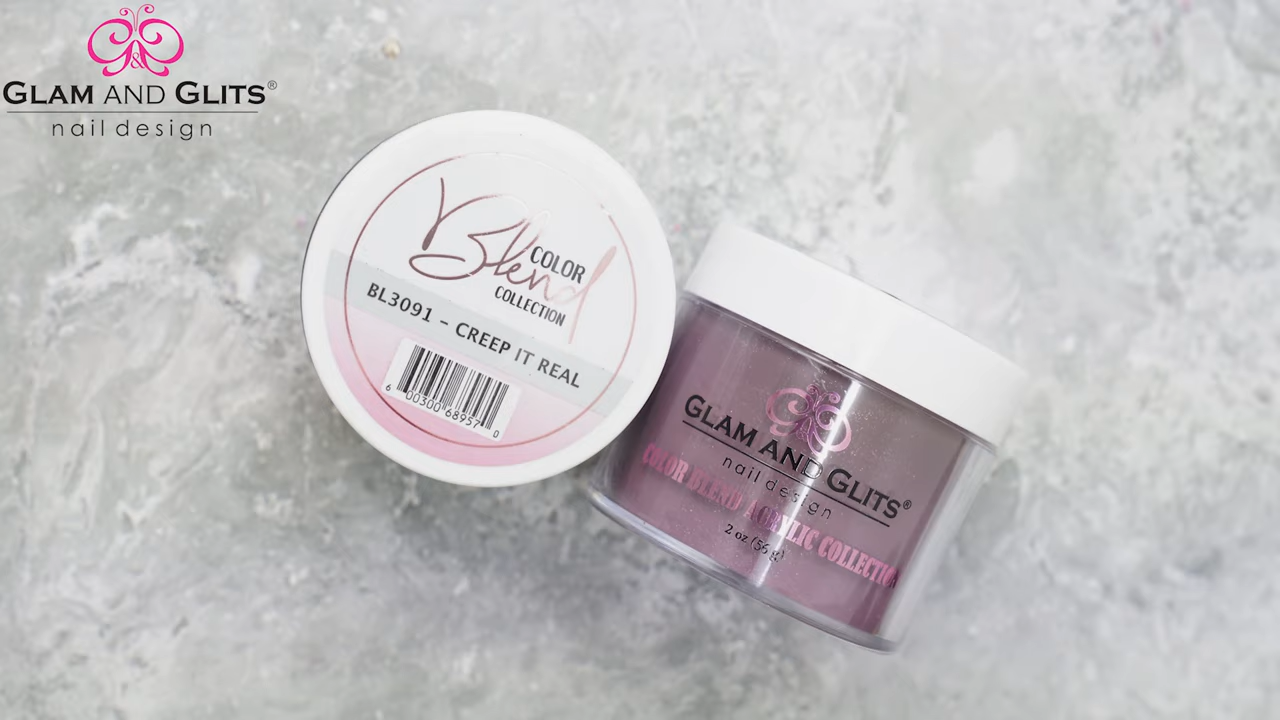 GLAM AND GLITS®
nail design
Blend
COLOR
COLLECTION
BL3091 - CREEP IT REAL
6 00300 68957 0
GLAM AND GLITS®
nail design
COLOR BLEND ACRYLIC COLLECTION
2 oz (56 g)